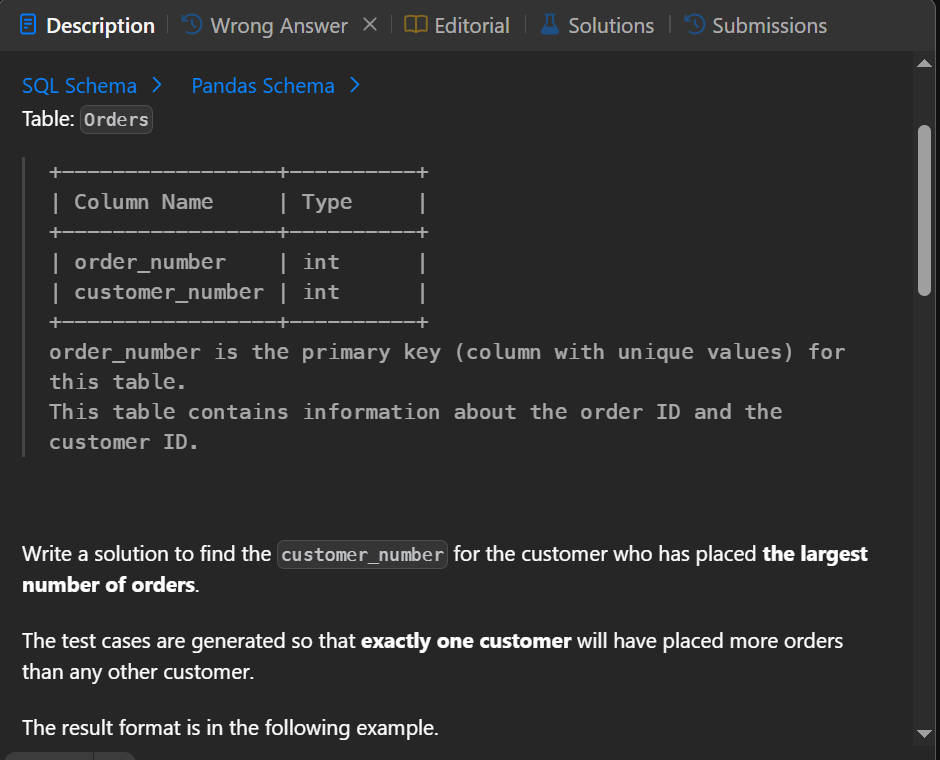 Description | Wrong Answer × | Editorial | Solutions | Submissions
SQL Schema > Pandas Schema >
Table: Orders
+-----------------+----------+
| Column Name     | Type     |
+-----------------+----------+
| order_number    | int      |
| customer_number | int      |
+-----------------+----------+
order_number is the primary key (column with unique values) for
this table.
This table contains information about the order ID and the
customer ID.
Write a solution to find the customer_number for the customer who has placed the largest
number of orders.
The test cases are generated so that exactly one customer will have placed more orders
than any other customer.
The result format is in the following example.